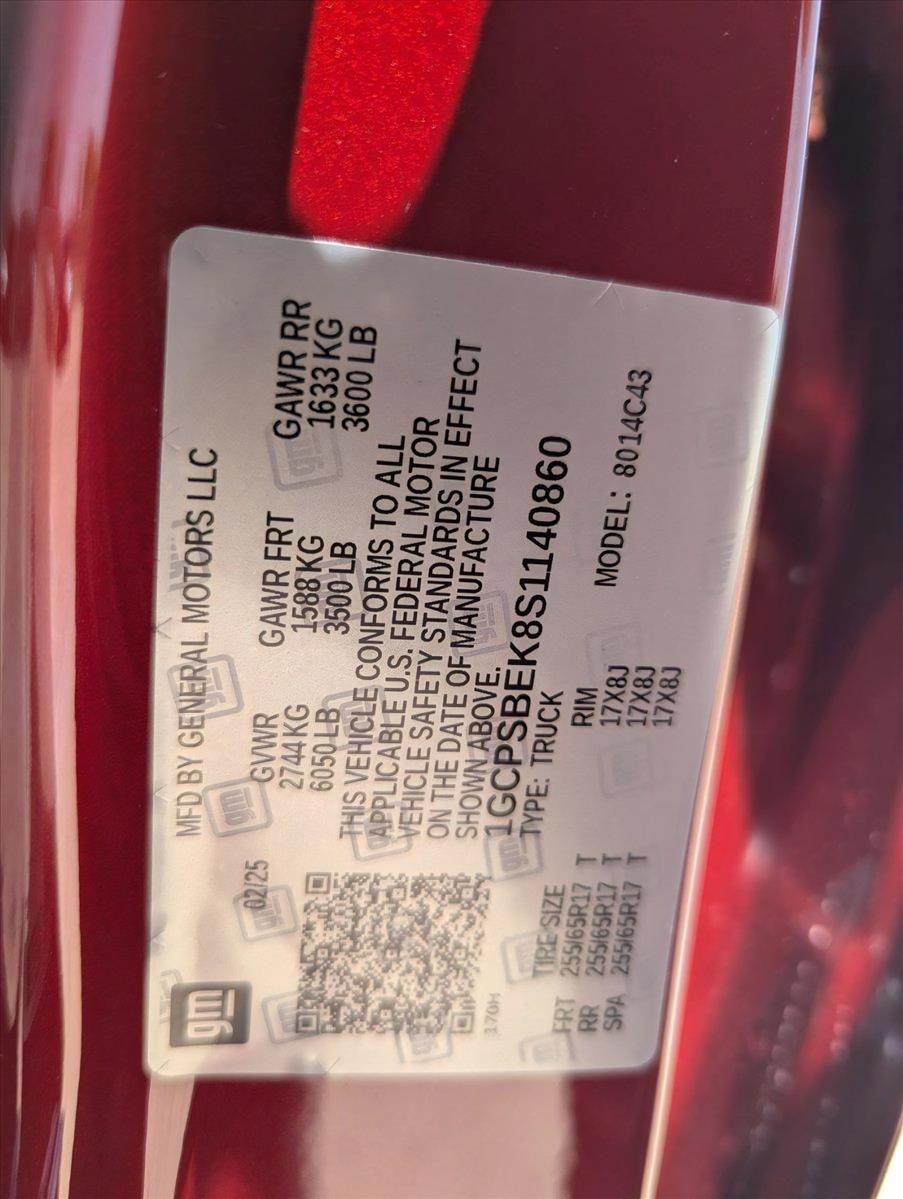 gm
02/25
MFD BY GENERAL MOTORS LLC
GVWR GAWR FRT GAWR RR
2744 KG 1588 KG 1633 KG
6050 LB 3500 LB 3600 LB
THIS VEHICLE CONFORMS TO ALL
APPLICABLE U.S. FEDERAL MOTOR
VEHICLE SAFETY STANDARDS IN EFFECT
ON THE DATE OF MANUFACTURE
SHOWN ABOVE.
1GCPSBEK8S1140860
170H
TYPE: TRUCK
TIRE SIZE RIM
FRT 255/65R17 T 17X8J MODEL: 8014C43
RR 255/65R17 T 17X8J
SPA 255/65R17 T 17X8J